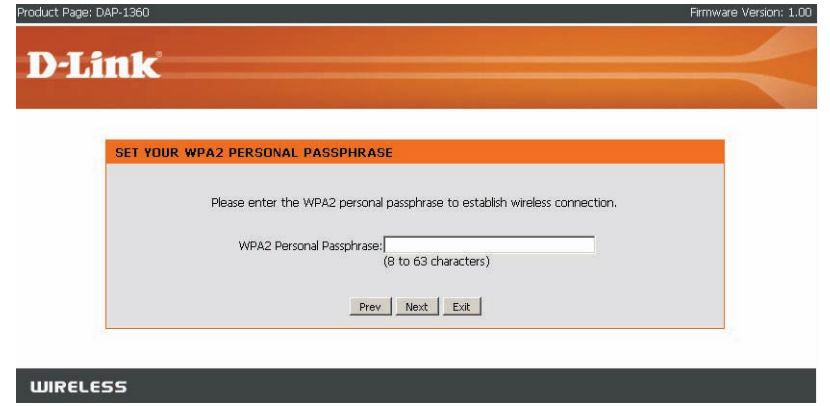 Product Page: DAP-1360 Firmware Version: 1.00
D-Link
SET YOUR WPA2 PERSONAL PASSPHRASE
Please enter the WPA2 personal passphrase to establish wireless connection.
WPA2 Personal Passphrase:
(8 to 63 characters)
Prev Next Exit
WIRELESS